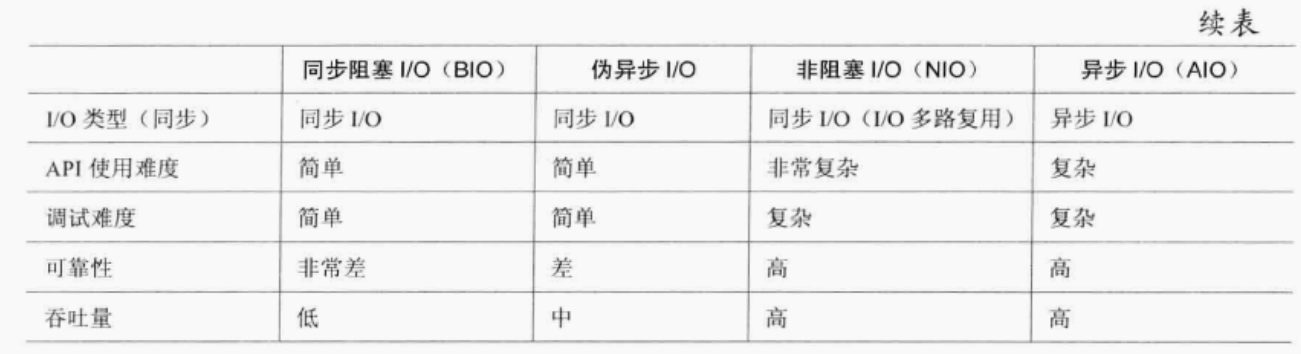 续表
同步阻塞 I/O（BIO） 伪异步 I/O 非阻塞 I/O（NIO） 异步 I/O（AIO）
I/O 类型（同步） 同步 I/O 同步 I/O 同步 I/O（I/O 多路复用） 异步 I/O
API 使用难度 简单 简单 非常复杂 复杂
调试难度 简单 简单 复杂 复杂
可靠性 非常差 差 高 高
吞吐量 低 中 高 高